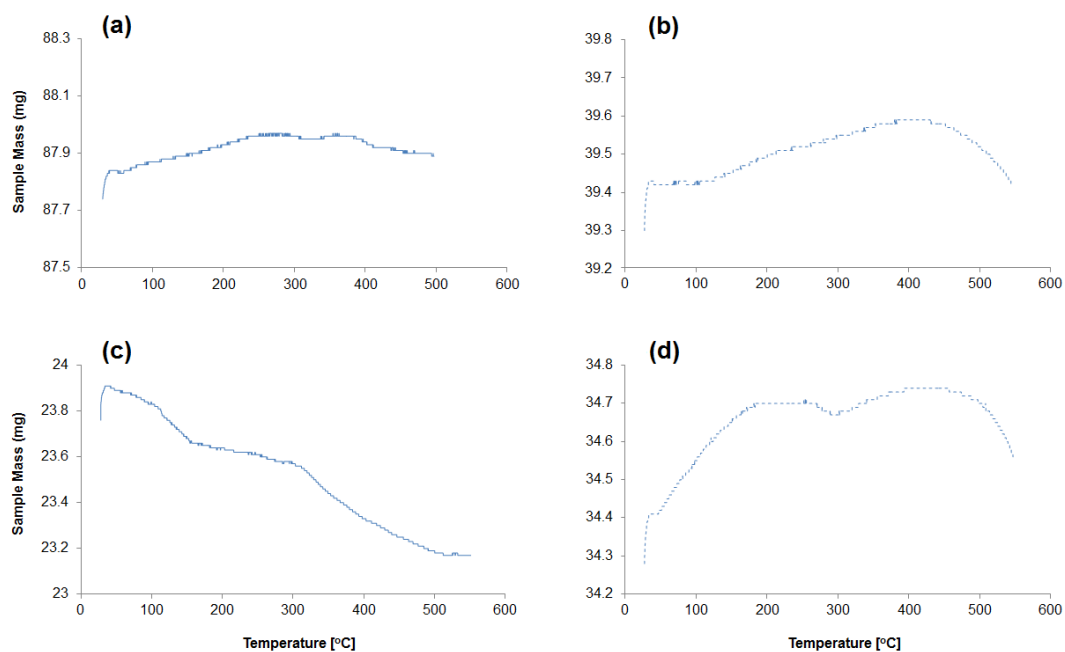 (a)
Sample Mass (mg)
88.3
88.1
87.9
87.7
87.5
0 100 200 300 400 500 600
(b)
39.8
39.7
39.6
39.5
39.4
39.3
39.2
0 100 200 300 400 500 600
(c)
Sample Mass (mg)
24
23.8
23.6
23.4
23.2
23
0 100 200 300 400 500 600
Temperature [°C]
(d)
34.8
34.7
34.6
34.5
34.4
34.3
34.2
0 100 200 300 400 500 600
Temperature [°C]